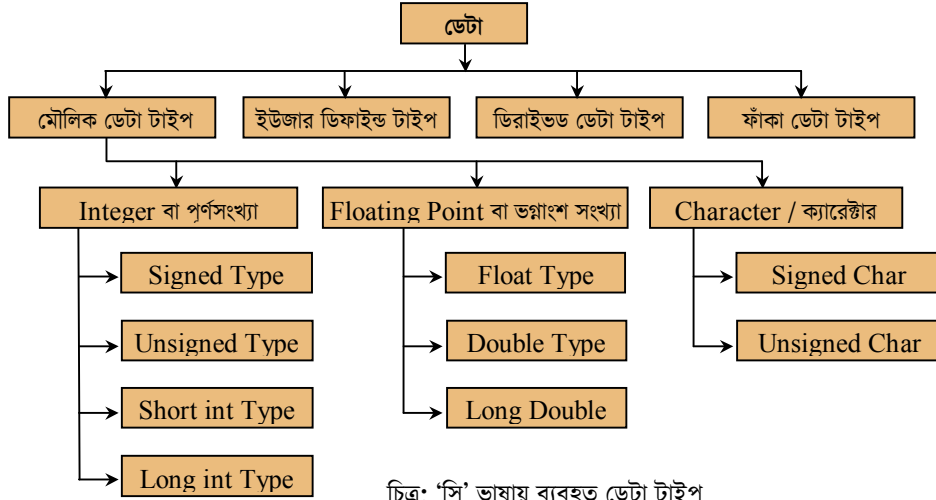 ডেটা
মৌলিক ডেটা টাইপ
ইউজার ডিফাইন্ড টাইপ
ডিরাইভড ডেটা টাইপ
ফাঁকা ডেটা টাইপ
Integer বা পূর্ণসংখ্যা
Floating Point বা ভগ্নাংশ সংখ্যা
Character / ক্যারেক্টার
Signed Type
Float Type
Signed Char
Unsigned Type
Double Type
Unsigned Char
Short int Type
Long Double
Long int Type
চিত্র: ‘সি’ ভাষায় ব্যবহৃত ডেটা টাইপ